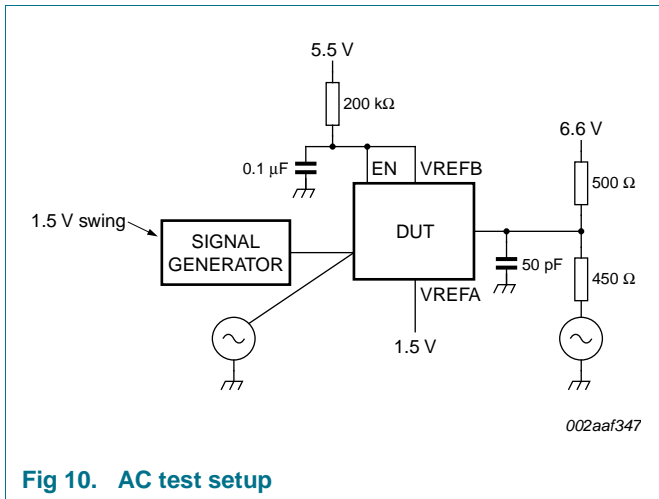 5.5 V
200 kΩ
6.6 V
0.1 μF
EN
VREFB
500 Ω
1.5 V swing
SIGNAL
GENERATOR
DUT
50 pF
450 Ω
VREFA
1.5 V
002aaf347
Fig 10. AC test setup